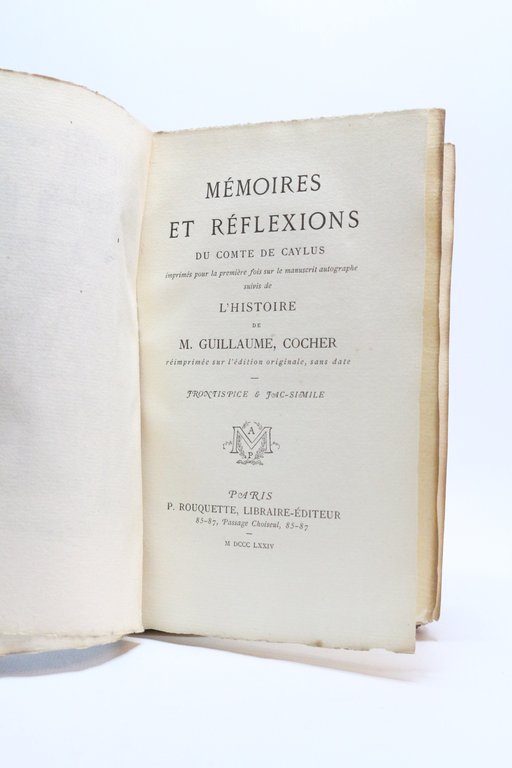 MÉMOIRES
ET RÉFLEXIONS
DU COMTE DE CAYLUS
imprimés pour la première fois sur le manuscrit autographe
suivis de
L'HISTOIRE
DE
M. GUILLAUME, COCHER
réimprimée sur l'édition originale, sans date
FRONTISPICE & FAC-SIMILE
A
M
P
PARIS
P. ROUQUETTE, LIBRAIRE-ÉDITEUR
85-87, Passage Choiseul, 85-87
M DCCC LXXIV